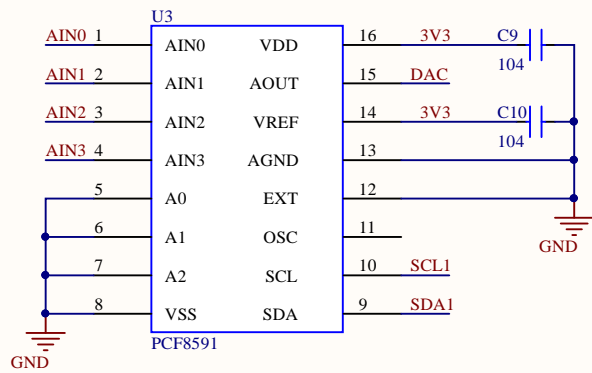 U3
AIN0 1 AIN0 VDD 16 3V3 C9
104
AIN1 2 AIN1 AOUT 15 DAC
AIN2 3 AIN2 VREF 14 3V3 C10
104
AIN3 4 AIN3 AGND 13
5 A0 EXT 12
6 A1 OSC 11
GND
7 A2 SCL 10 SCL1
8 VSS SDA 9 SDA1
PCF8591
GND